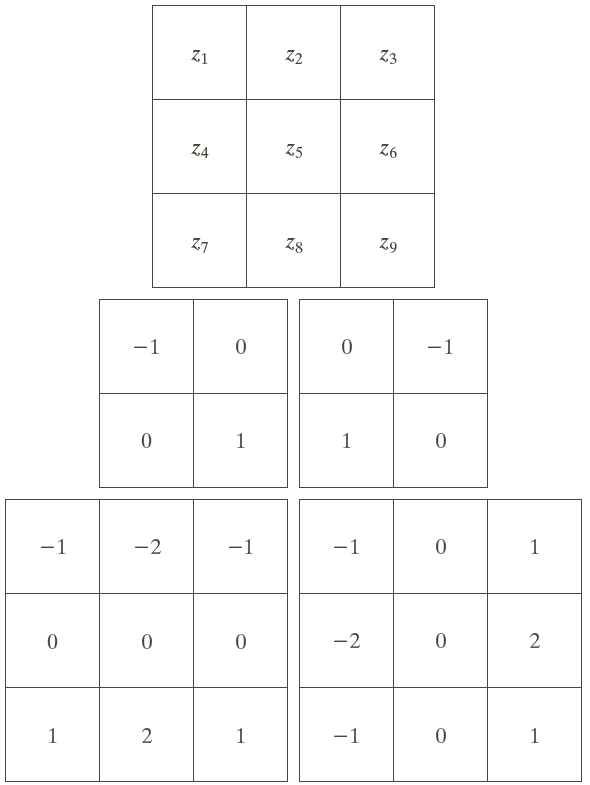 z₁ z₂ z₃
z₄ z₅ z₆
z₇ z₈ z₉
−1 0 0 −1
0 1 1 0
−1 −2 −1 −1 0 1
0 0 0 −2 0 2
1 2 1 −1 0 1